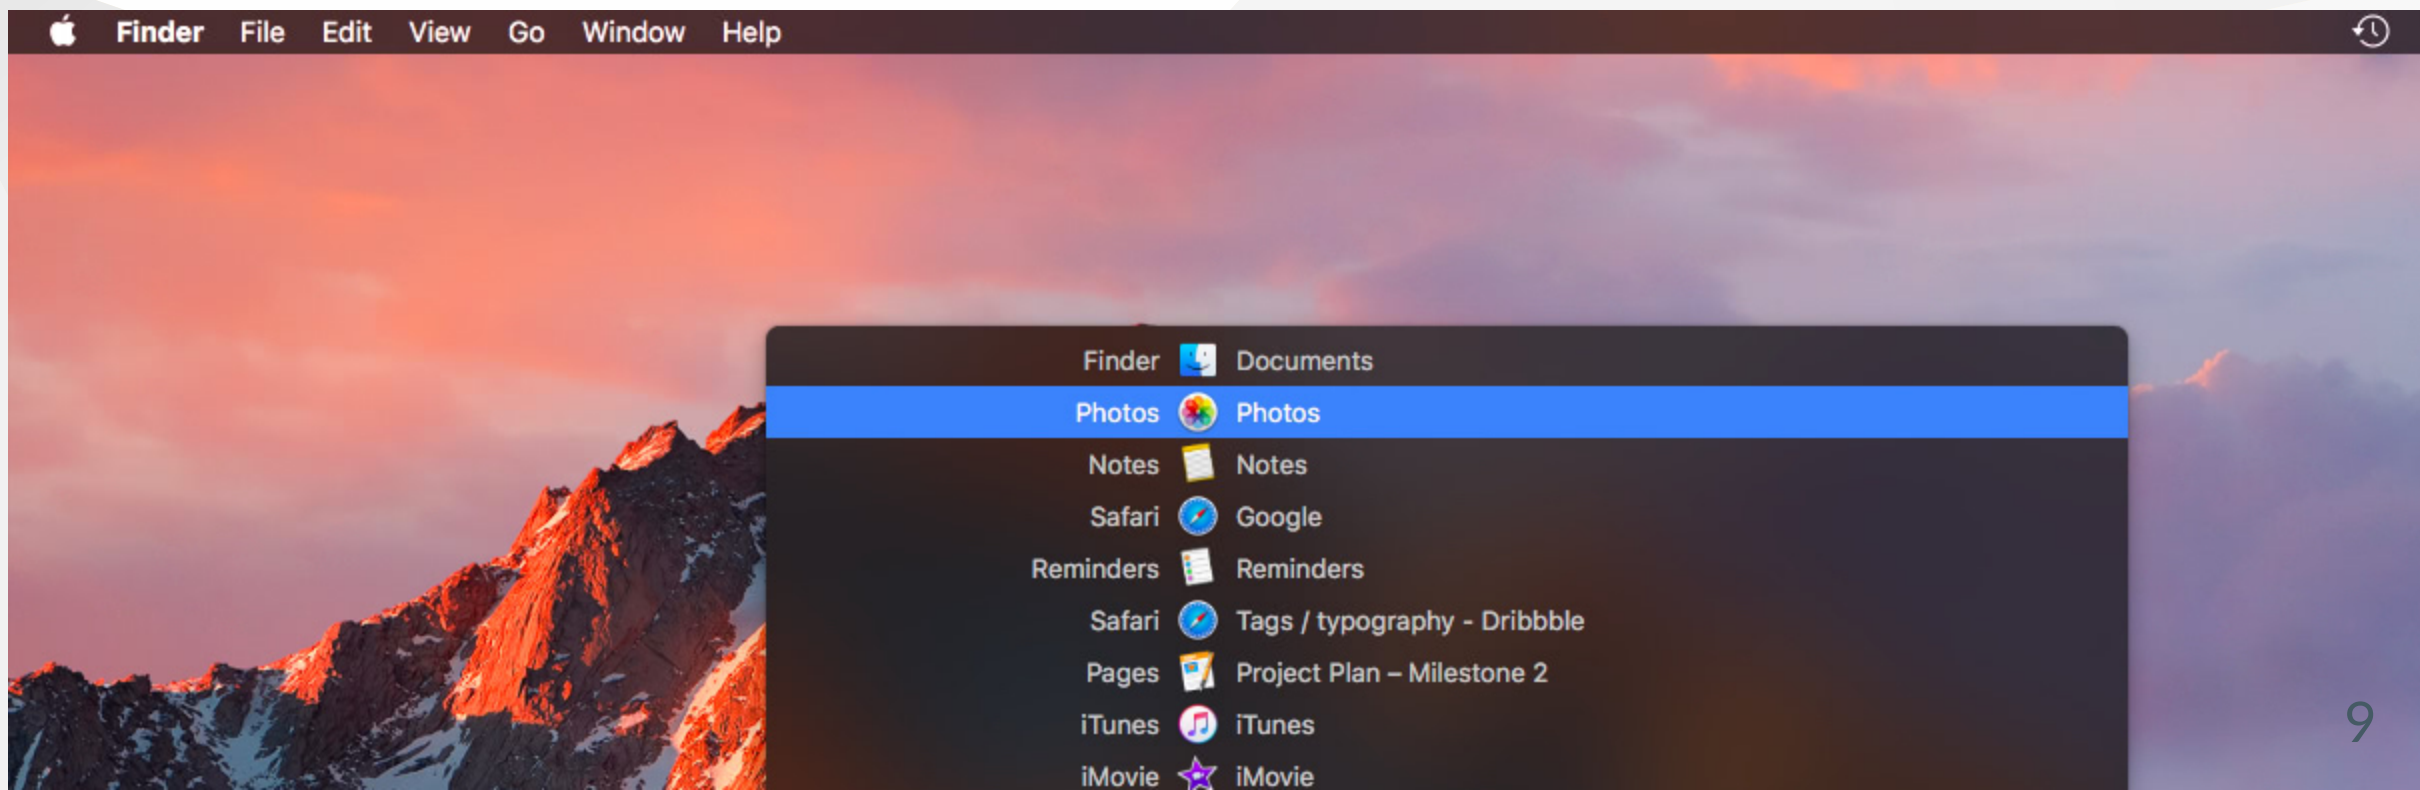 Finder File Edit View Go Window Help
Finder Documents
Photos Photos
Notes Notes
Safari Google
Reminders Reminders
Safari Tags / typography - Dribbble
Pages Project Plan – Milestone 2
iTunes iTunes
iMovie iMovie
9